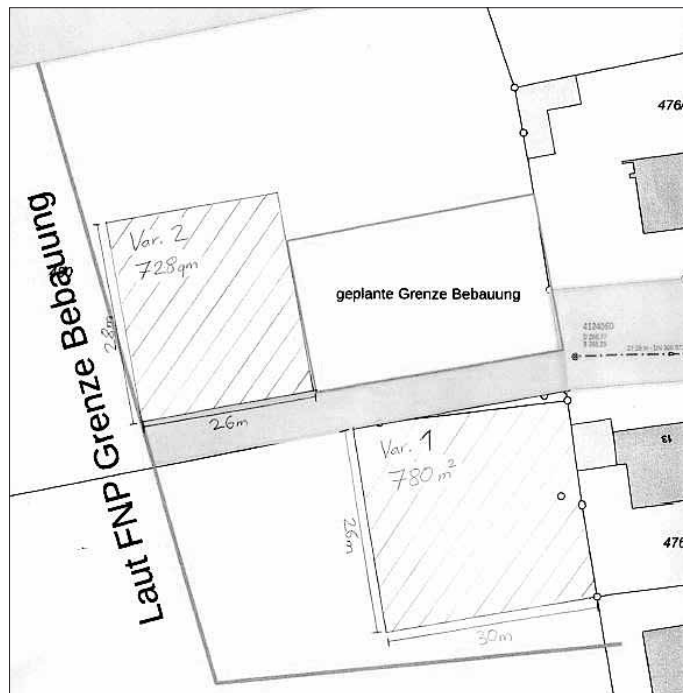 476/
Var. 2
728qm
28m
26m
geplante Grenze Bebauung
4124060
Laut FNP Grenze Bebauung
Var. 1
780 m²
26m
30m
13
476